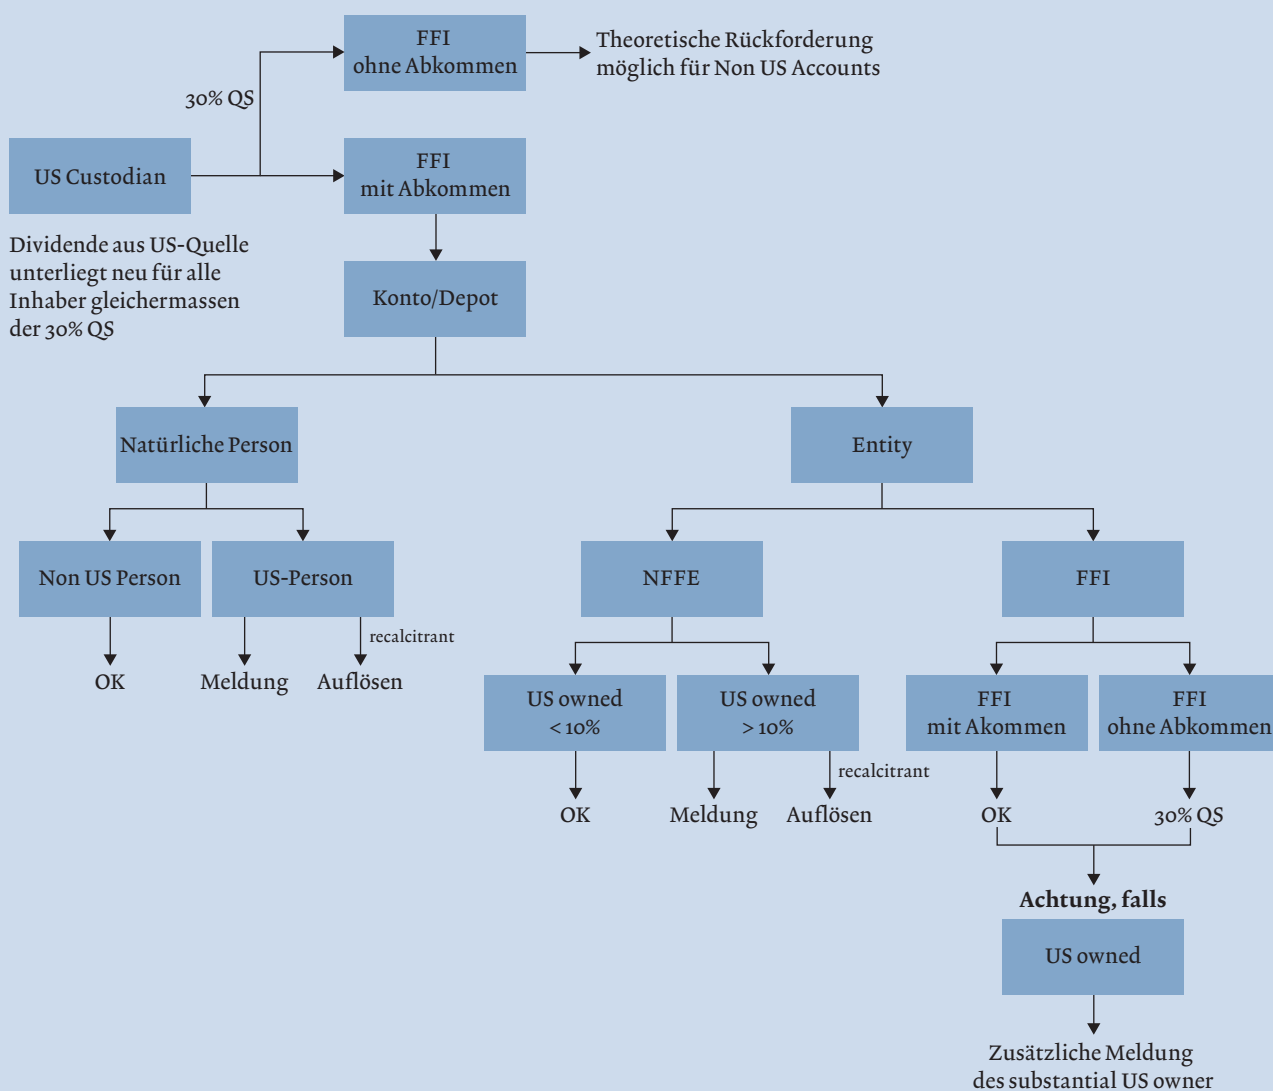 FFI
ohne Abkommen
Theoretische Rückforderung
möglich für Non US Accounts
30% QS
US Custodian
FFI
mit Abkommen
Dividende aus US-Quelle
unterliegt neu für alle
Inhaber gleichermassen
der 30% QS
Konto/Depot
Natürliche Person
Entity
Non US Person
US-Person
NFFE
FFI
recalcitrant
OK
Meldung
Auflösen
US owned
< 10%
US owned
> 10%
FFI
mit Akommen
FFI
ohne Abkommen
recalcitrant
OK
Meldung
Auflösen
OK
30% QS
Achtung, falls
US owned
Zusätzliche Meldung
des substantial US owner